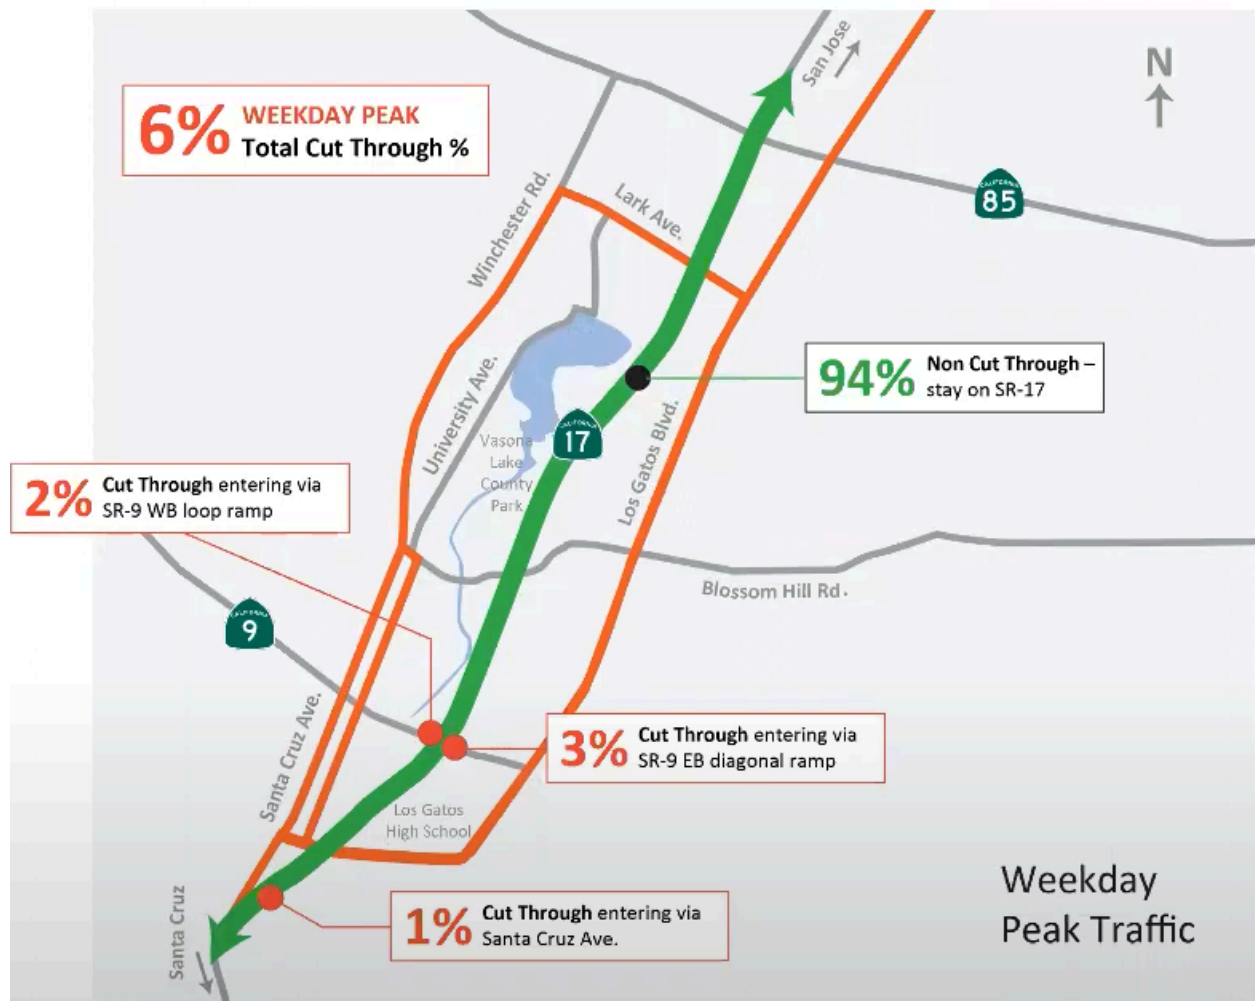 San Jose
N
6% WEEKDAY PEAK
Total Cut Through %
CALIFORNIA
85
Winchester Rd.
Lark Ave.
94% Non Cut Through –
stay on SR-17
University Ave.
CALIFORNIA
17
Vasona
Lake
County
Park
Los Gatos Blvd.
2% Cut Through entering via
SR-9 WB loop ramp
Blossom Hill Rd.
CALIFORNIA
9
Santa Cruz Ave.
3% Cut Through entering via
SR-9 EB diagonal ramp
Los Gatos
High School
Santa Cruz
1% Cut Through entering via
Santa Cruz Ave.
Weekday
Peak Traffic